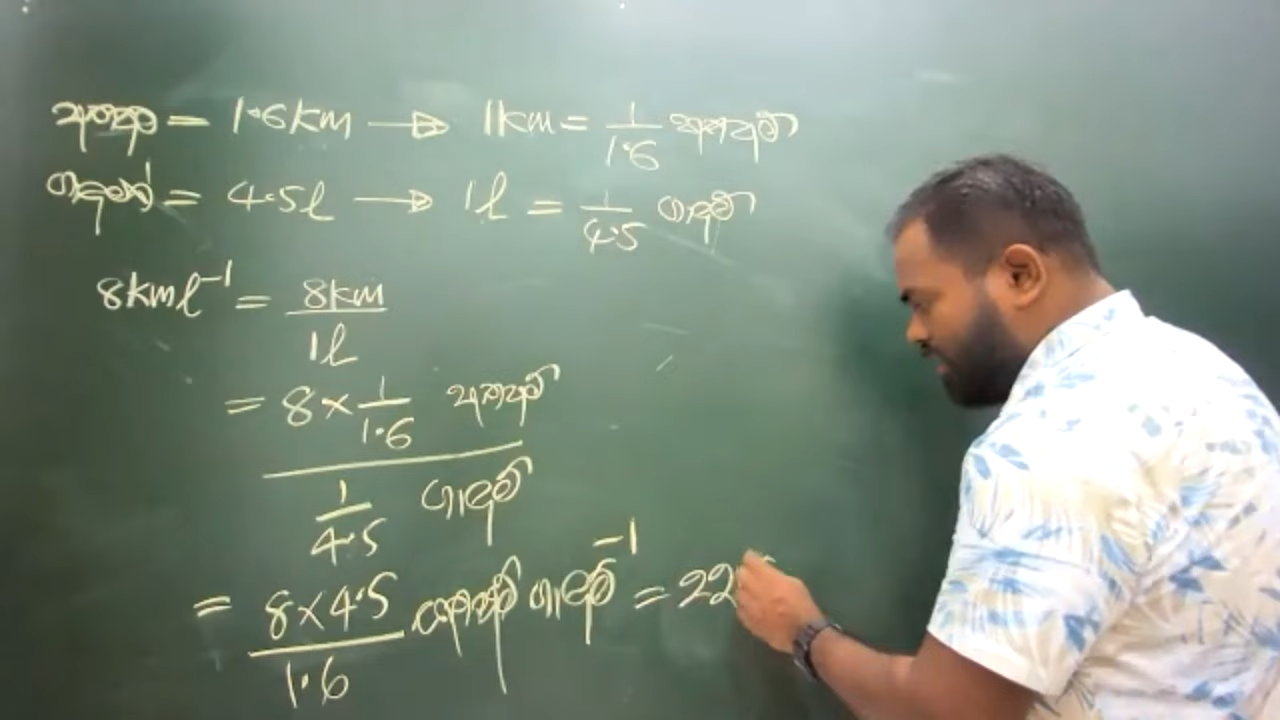 සැතපුම = 1.6km → 1km = 1/1.6 සැතපුම්
ගැලුම = 4.5l → 1l = 1/4.5 ගැලුම්
8kml⁻¹ = 8km/1l
= 8 × 1/1.6 සැතපුම්
1/4.5 ගැලුම්
= 8×4.5/1.6 සැතපුම් ගැලුම්⁻¹ = 22